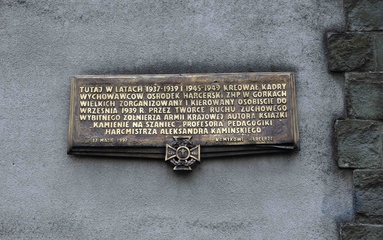 TUTAJ W LATACH 1937-1939 I 1945-1949 KREOWAŁ KADRY
WYCHOWAWCÓW OŚRODEK HARCERSKI ZHP W GÓRKACH
WIELKICH ZORGANIZOWANY I KIEROWANY OSOBIŚCIE DO
WRZEŚNIA 1939 R. PRZEZ TWÓRCĘ RUCHU ZUCHOWEGO
WYBITNEGO ŻOŁNIERZA ARMII KRAJOWEJ AUTORA KSIĄŻKI
KAMIENIE NA SZANIEC PROFESORA PEDAGOGIKI
HARCMISTRZA ALEKSANDRA KAMIŃSKIEGO